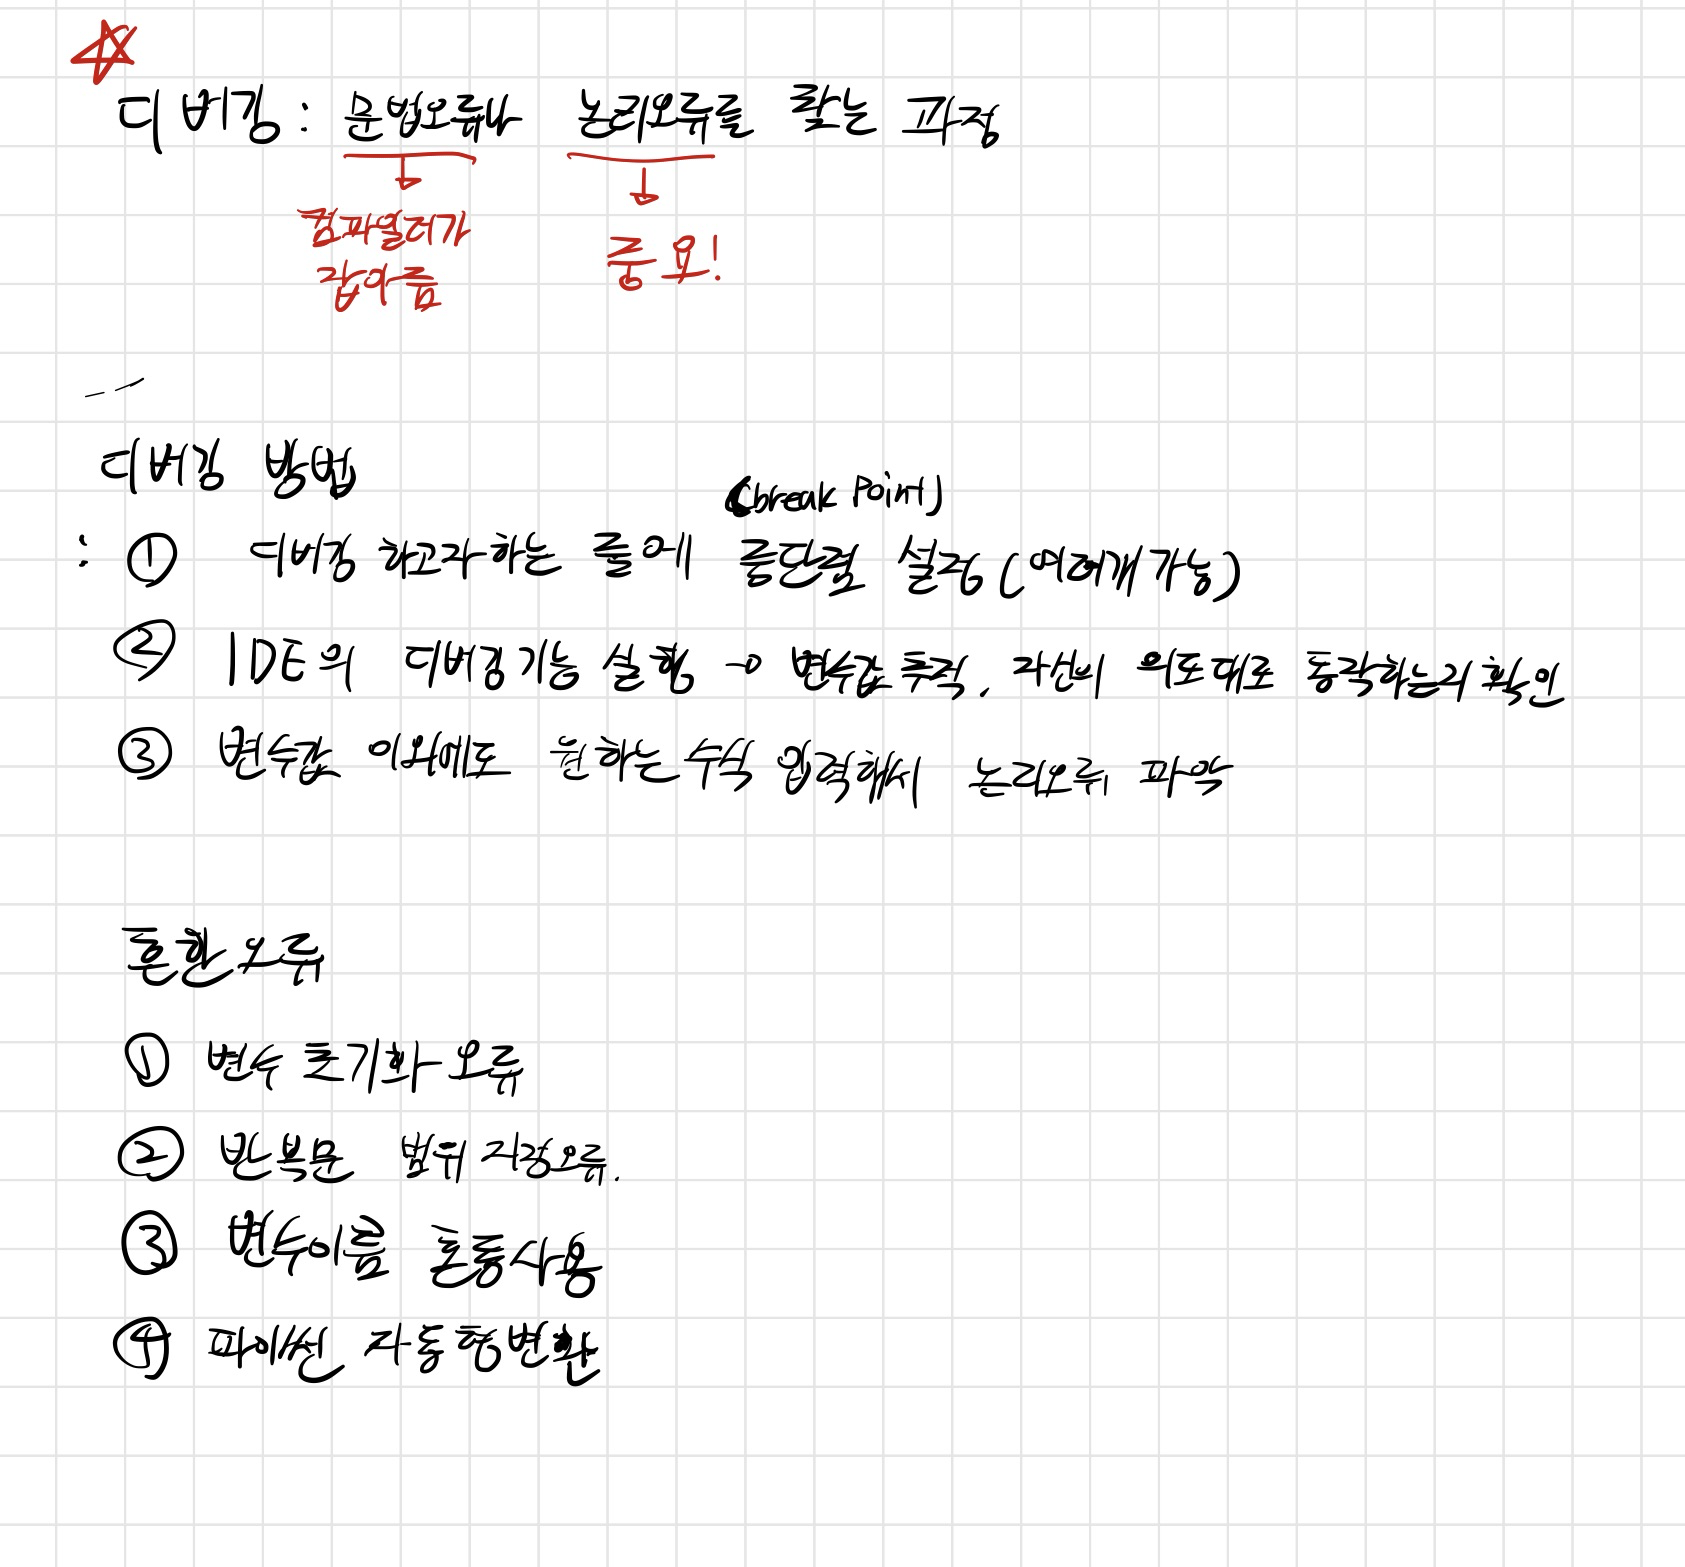 디버깅 : 문법오류나 논리오류를 찾는 과정
컴파일러가 중요!
잡아줌
디버깅 방법
(break Point)
: ① 디버깅 하고자 하는 줄에 중단점 설정 (여러개 가능)
② IDE의 디버깅 기능 실행 → 변수값 추적, 자신의 의도대로 동작하는지 확인
③ 변수값 이외에도 원하는 수식 입력해서 논리오류 파악
흔한 오류
① 변수 초기화 오류
② 반복문 범위 지정오류.
③ 변수이름 혼동사용
④ 파이썬 자동형변환